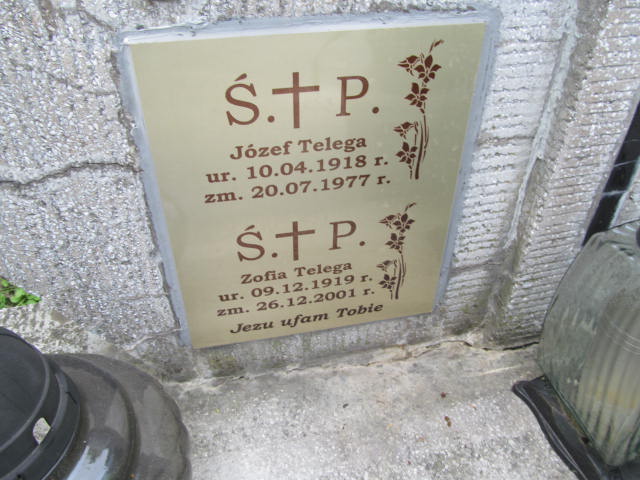 Ś.✝P.
Józef Telega
ur. 10.04.1918 r.
zm. 20.07.1977 r.
Ś.✝P.
Zofia Telega
ur. 09.12.1919 r.
zm. 26.12.2001 r.
Jezu ufam Tobie